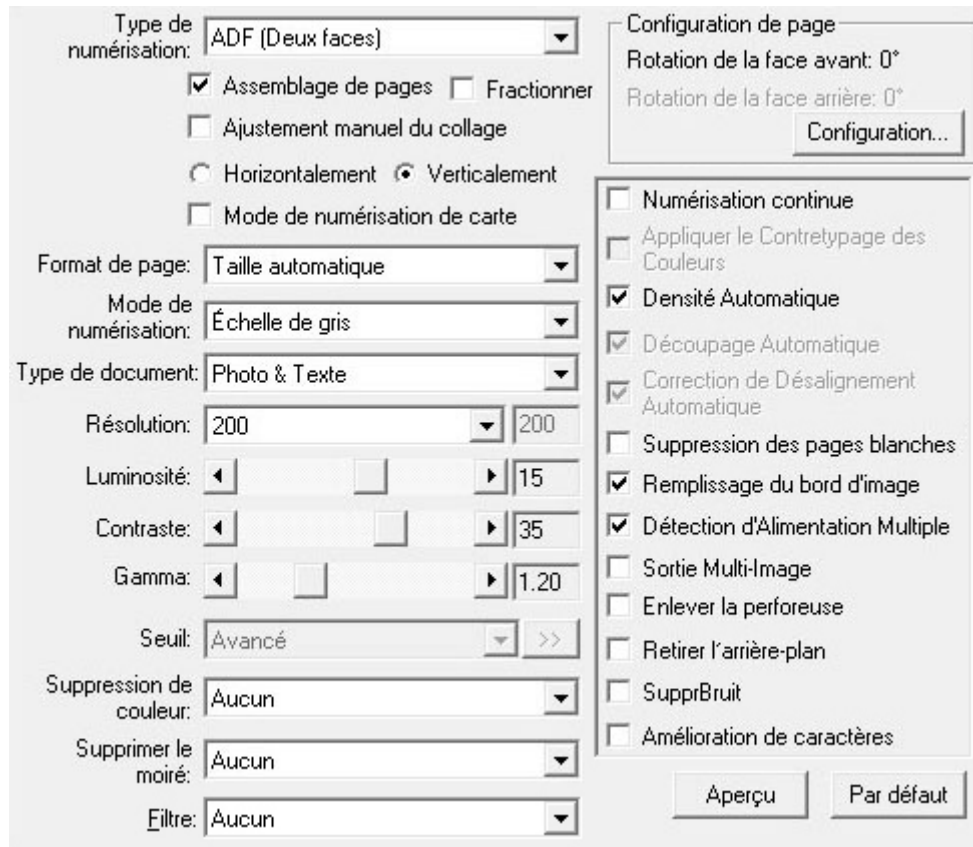 Type de
numérisation:
ADF (Deux faces)
Assemblage de pages
Fractionner
Ajustement manuel du collage
Horizontalement
Verticalement
Mode de numérisation de carte
Format de page:
Taille automatique
Mode de
numérisation:
Échelle de gris
Type de document:
Photo & Texte
Résolution:
200
200
Luminosité:
15
Contraste:
35
Gamma:
1.20
Seuil:
Avancé
>>
Suppression de
couleur:
Aucun
Supprimer le
moiré:
Aucun
Filtre:
Aucun
Configuration de page
Rotation de la face avant: 0°
Rotation de la face arrière: 0°
Configuration...
Numérisation continue
Appliquer le Contretypage des
Couleurs
Densité Automatique
Découpage Automatique
Correction de Désalignement
Automatique
Suppression des pages blanches
Remplissage du bord d'image
Détection d'Alimentation Multiple
Sortie Multi-Image
Enlever la perforeuse
Retirer l´arrière-plan
SupprBruit
Amélioration de caractères
Aperçu
Par défaut